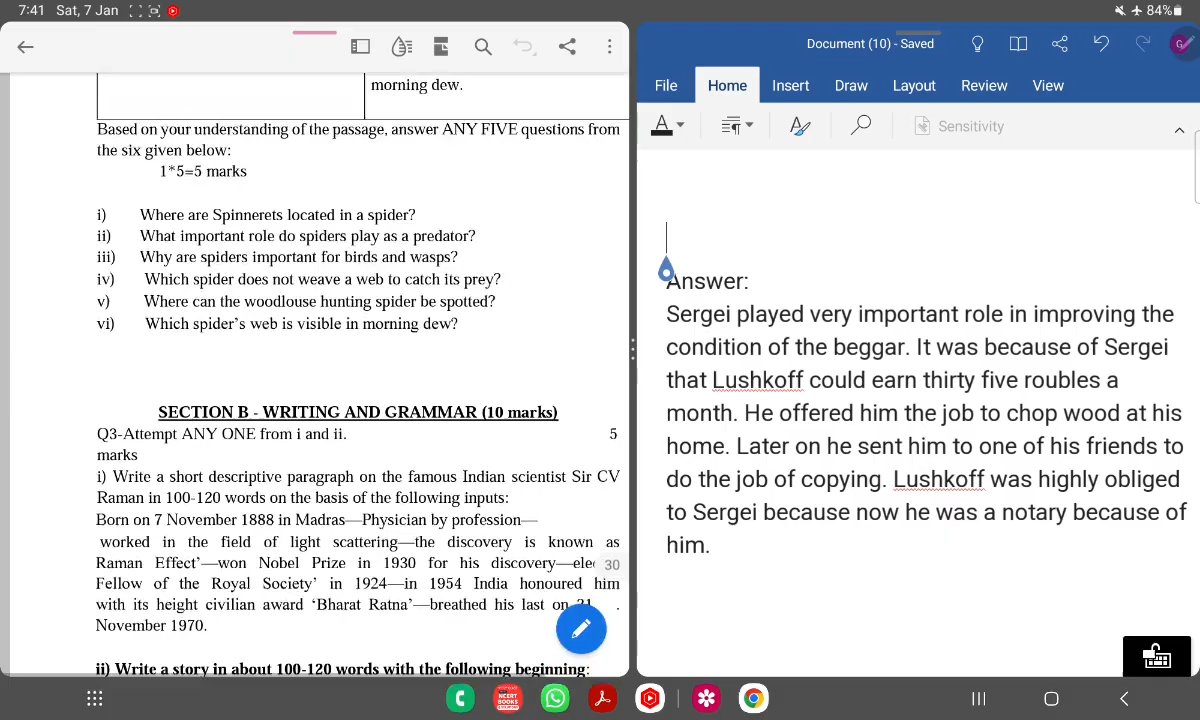 7:41 Sat, 7 Jan
84%
morning dew.
Based on your understanding of the passage, answer ANY FIVE questions from
the six given below:
1*5=5 marks
i) Where are Spinnerets located in a spider?
ii) What important role do spiders play as a predator?
iii) Why are spiders important for birds and wasps?
iv) Which spider does not weave a web to catch its prey?
v) Where can the woodlouse hunting spider be spotted?
vi) Which spider's web is visible in morning dew?
SECTION B - WRITING AND GRAMMAR (10 marks)
Q3-Attempt ANY ONE from i and ii. 5
marks
i) Write a short descriptive paragraph on the famous Indian scientist Sir CV
Raman in 100-120 words on the basis of the following inputs:
Born on 7 November 1888 in Madras—Physician by profession—
worked in the field of light scattering—the discovery is known as
Raman Effect'—won Nobel Prize in 1930 for his discovery—elec
30
Fellow of the Royal Society' in 1924—in 1954 India honoured him
with its height civilian award ‘Bharat Ratna’—breathed his last on 21 .
November 1970.
ii) Write a story in about 100-120 words with the following beginning:
Document (10) - Saved
G
File Home Insert Draw Layout Review View
A Sensitivity
Answer:
Sergei played very important role in improving the
condition of the beggar. It was because of Sergei
that Lushkoff could earn thirty five roubles a
month. He offered him the job to chop wood at his
home. Later on he sent him to one of his friends to
do the job of copying. Lushkoff was highly obliged
to Sergei because now he was a notary because of
him.
NCERT
BOOKS